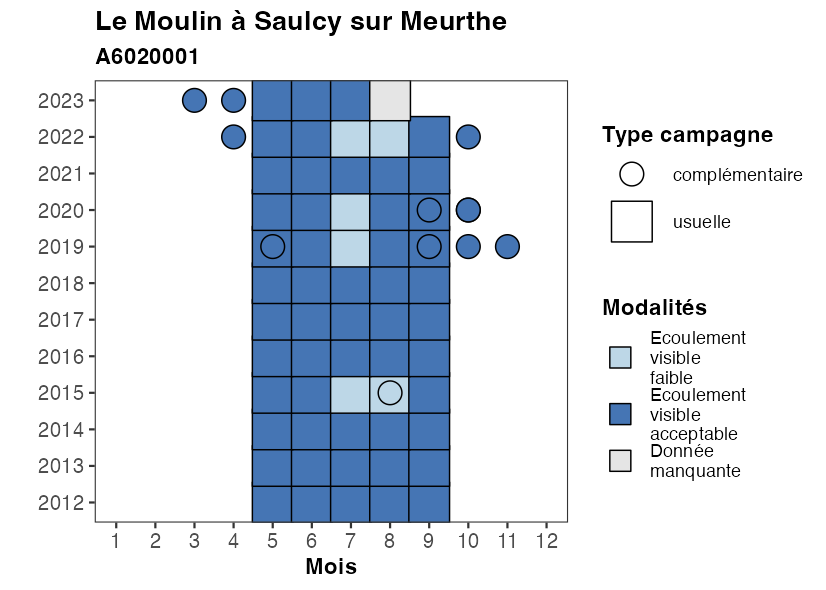 Le Moulin à Saulcy sur Meurthe
A6020001
2023
2022
2021
2020
2019
2018
2017
2016
2015
2014
2013
2012
1 2 3 4 5 6 7 8 9 10 11 12
Mois
Type campagne
complémentaire
usuelle
Modalités
Ecoulement
visible
faible
Ecoulement
visible
acceptable
Donnée
manquante